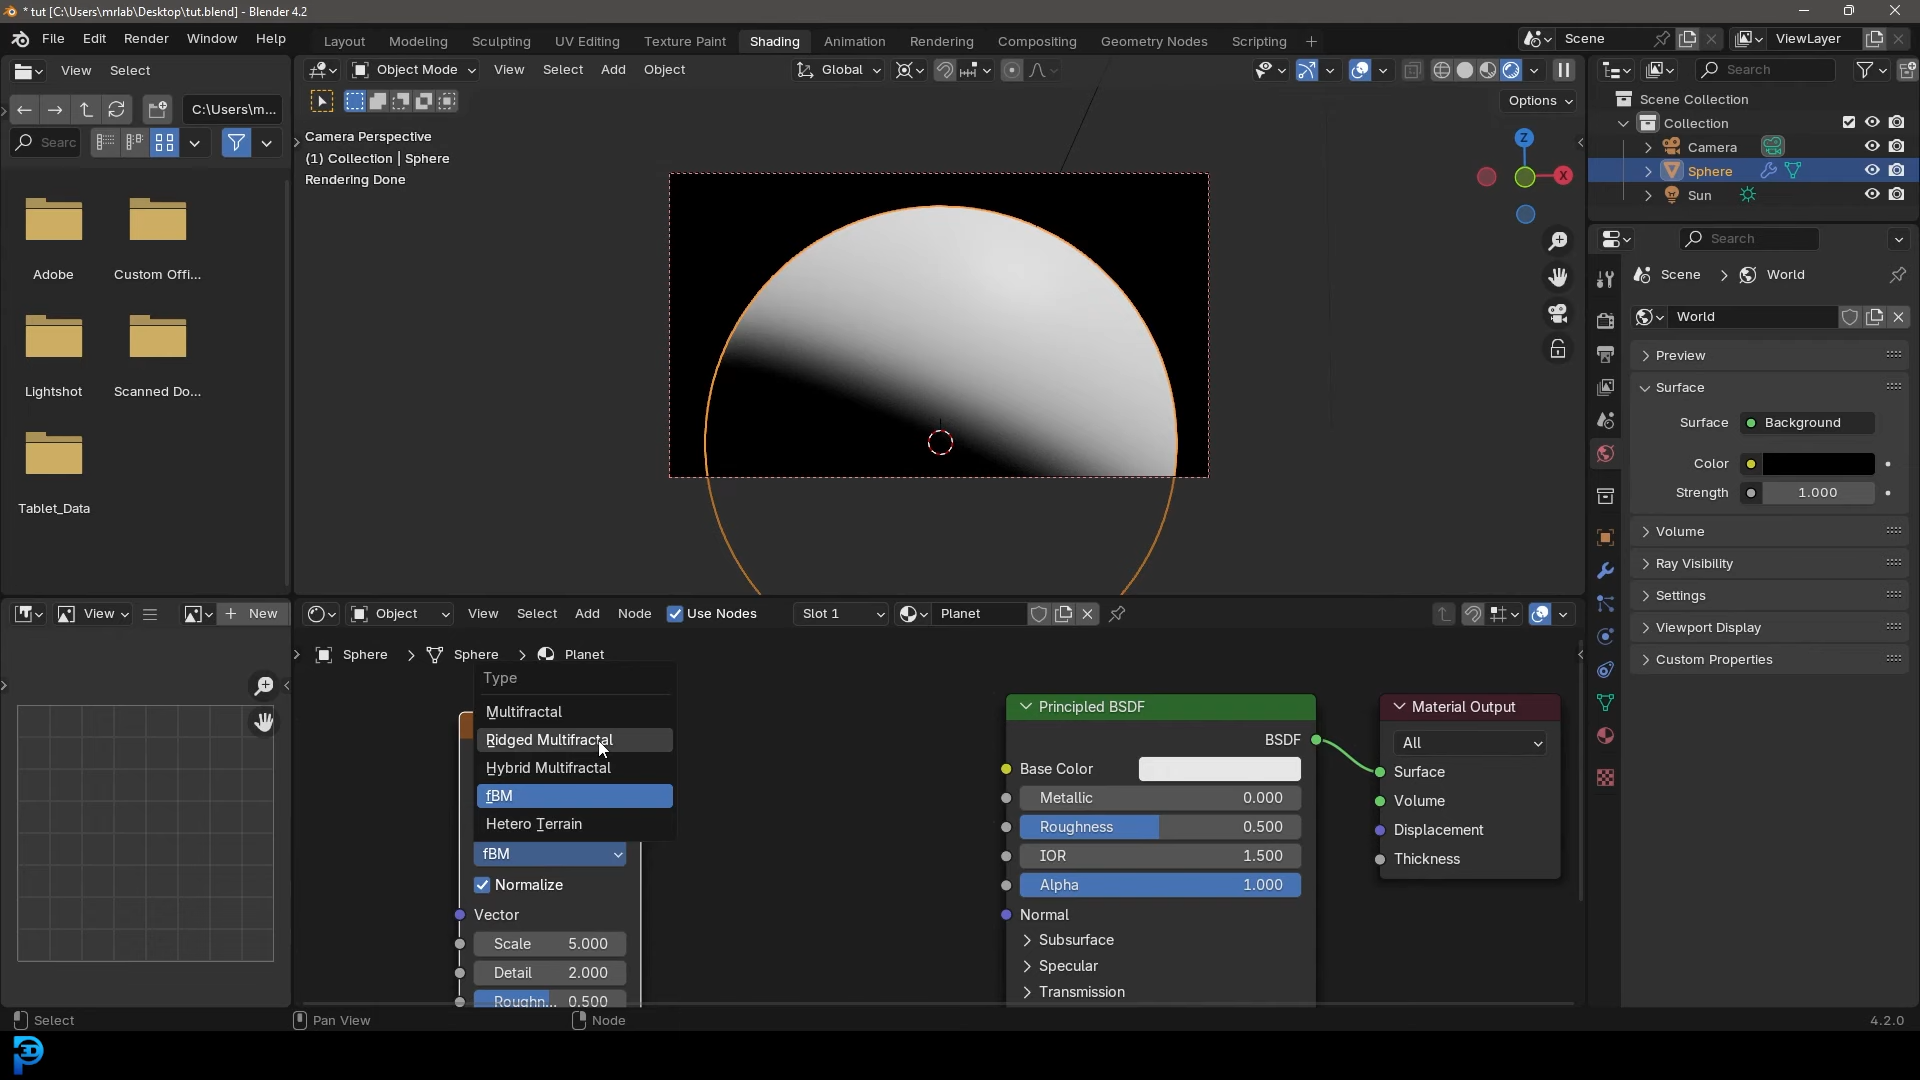 * tut [C:\Users\mrlab\Desktop\tut.blend] - Blender 4.2
File Edit Render Window Help
Layout Modeling Sculpting UV Editing Texture Paint Shading Animation Rendering Compositing Geometry Nodes Scripting +
Scene
ViewLayer
View Select
Object Mode View Select Add Object
Global
Search
C:\Users\m...
Searc
Options
Camera Perspective
(1) Collection | Sphere
Rendering Done
Z
X
Scene Collection
Collection
Camera
Sphere
Sun
Adobe
Custom Offi...
Lightshot
Scanned Do...
Tablet_Data
Search
Scene > World
World
Preview
Surface
Surface Background
Color
Strength 1.000
Volume
Ray Visibility
Settings
Viewport Display
Custom Properties
View
+ New
Object View Select Add Node Use Nodes Slot 1 Planet
Sphere > Sphere > Planet
Type
Multifractal
Ridged Multifractal
Hybrid Multifractal
fBM
Hetero Terrain
fBM
Normalize
Vector
Scale 5.000
Detail 2.000
Roughn... 0.500
Principled BSDF
BSDF
Base Color
Metallic 0.000
Roughness 0.500
IOR 1.500
Alpha 1.000
Normal
Subsurface
Specular
Transmission
Material Output
All
Surface
Volume
Displacement
Thickness
Select
Pan View
Node
4.2.0